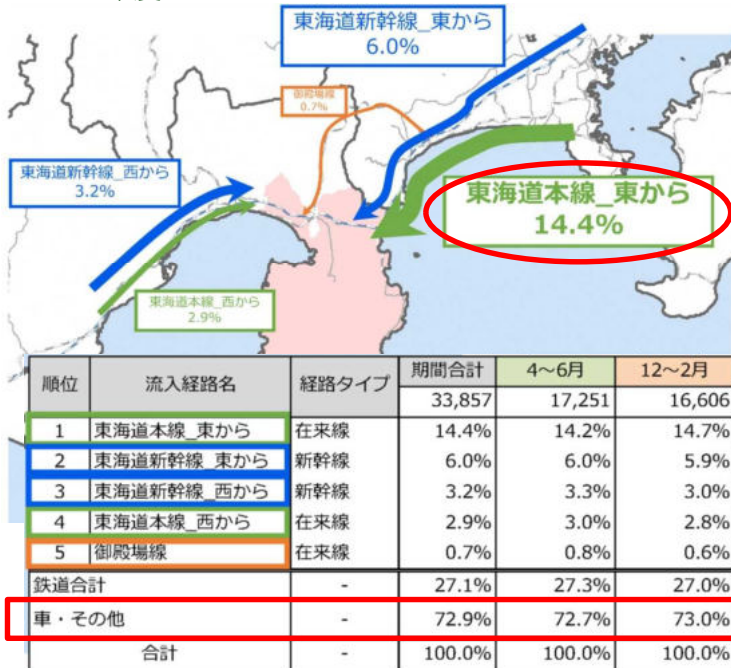 東海道新幹線_東から
6.0%
御殿場線
0.7%
東海道新幹線_西から
3.2%
東海道本線_東から
14.4%
東海道本線_西から
2.9%
順位 流入経路名 経路タイプ 期間合計 4～6月 12～2月
33,857 17,251 16,606
1 東海道本線_東から 在来線 14.4% 14.2% 14.7%
2 東海道新幹線_東から 新幹線 6.0% 6.0% 5.9%
3 東海道新幹線_西から 新幹線 3.2% 3.3% 3.0%
4 東海道本線_西から 在来線 2.9% 3.0% 2.8%
5 御殿場線 在来線 0.7% 0.8% 0.6%
鉄道合計 - 27.1% 27.3% 27.0%
車・その他 - 72.9% 72.7% 73.0%
合計 - 100.0% 100.0% 100.0%